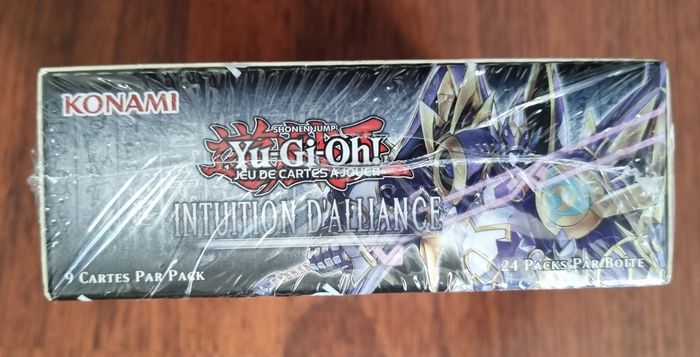 KONAMI
SHONEN JUMP
Yu-Gi-Oh!
JEU DE CARTES À JOUER
INTUITION D'ALLIANCE
9 CARTES PAR PACK
24 PACKS PAR BOÎTE